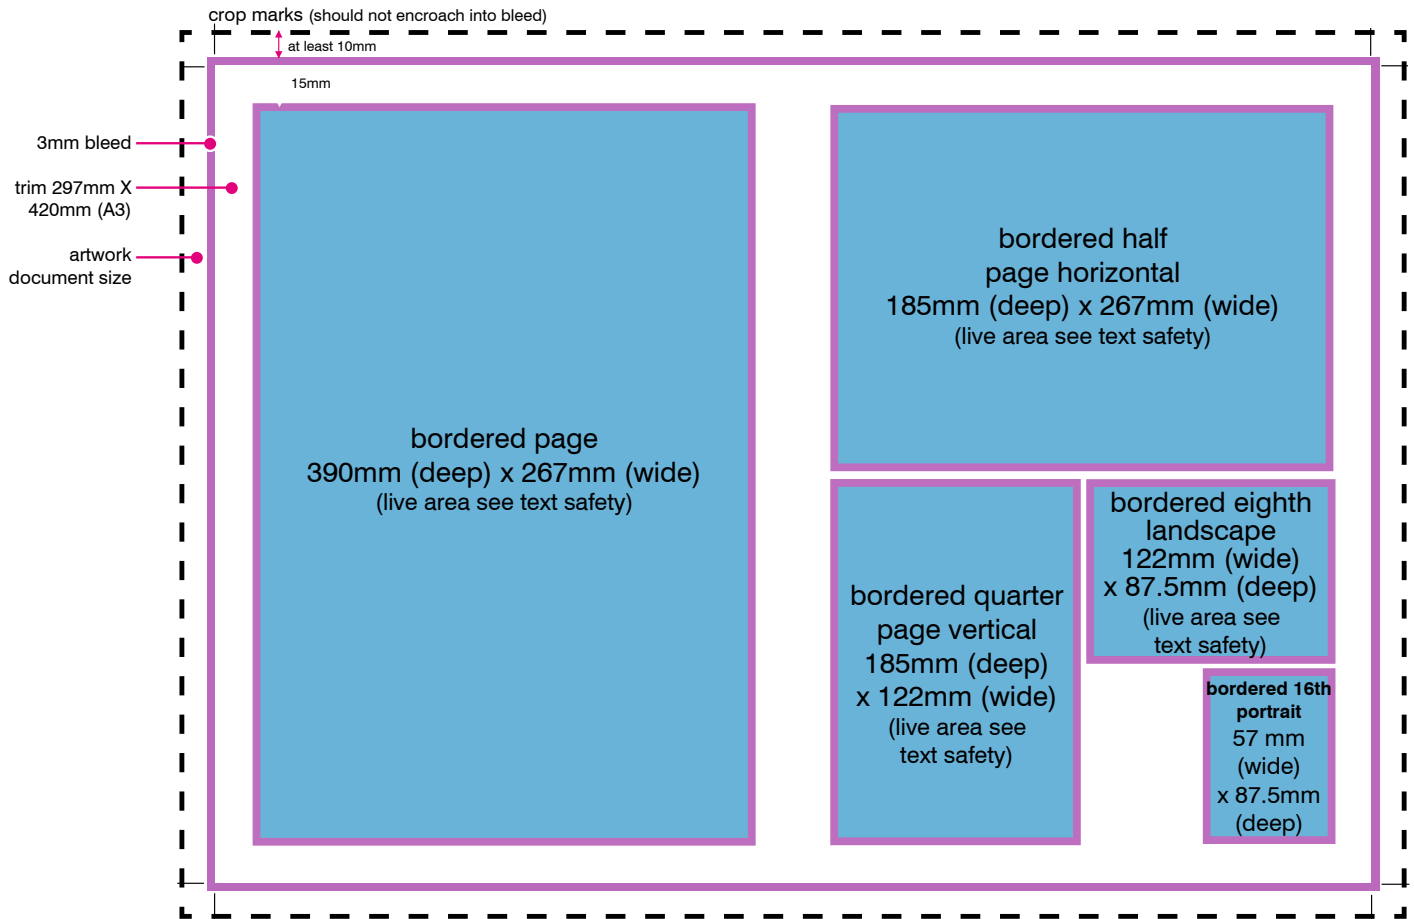 crop marks (should not encroach into bleed)
at least 10mm
15mm
3mm bleed
trim 297mm X
420mm (A3)
artwork
document size
bordered page
390mm (deep) x 267mm (wide)
(live area see text safety)
bordered half
page horizontal
185mm (deep) x 267mm (wide)
(live area see text safety)
bordered quarter
page vertical
185mm (deep)
x 122mm (wide)
(live area see
text safety)
bordered eighth
landscape
122mm (wide)
x 87.5mm (deep)
(live area see
text safety)
bordered 16th
portrait
57 mm
(wide)
x 87.5mm
(deep)